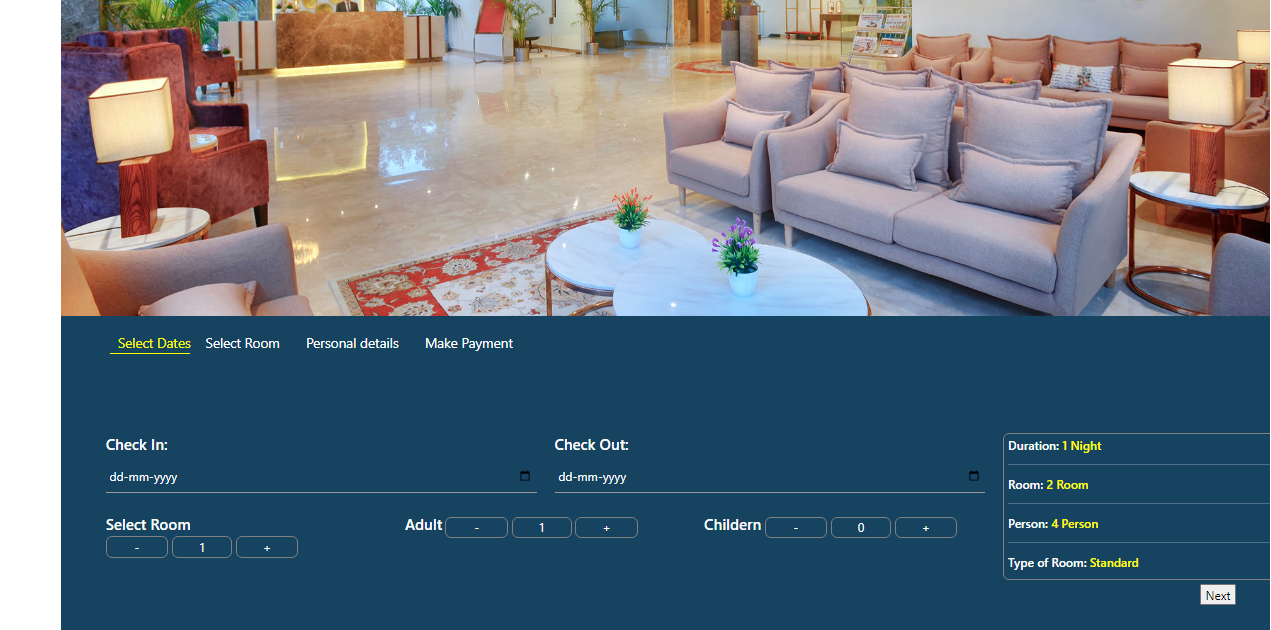 Select Dates Select Room Personal details Make Payment
Check In: Check Out:
dd-mm-yyyy dd-mm-yyyy
Select Room Adult - 1 + Childern - 0 +
- 1 +
Duration: 1 Night
Room: 2 Room
Person: 4 Person
Type of Room: Standard
Next